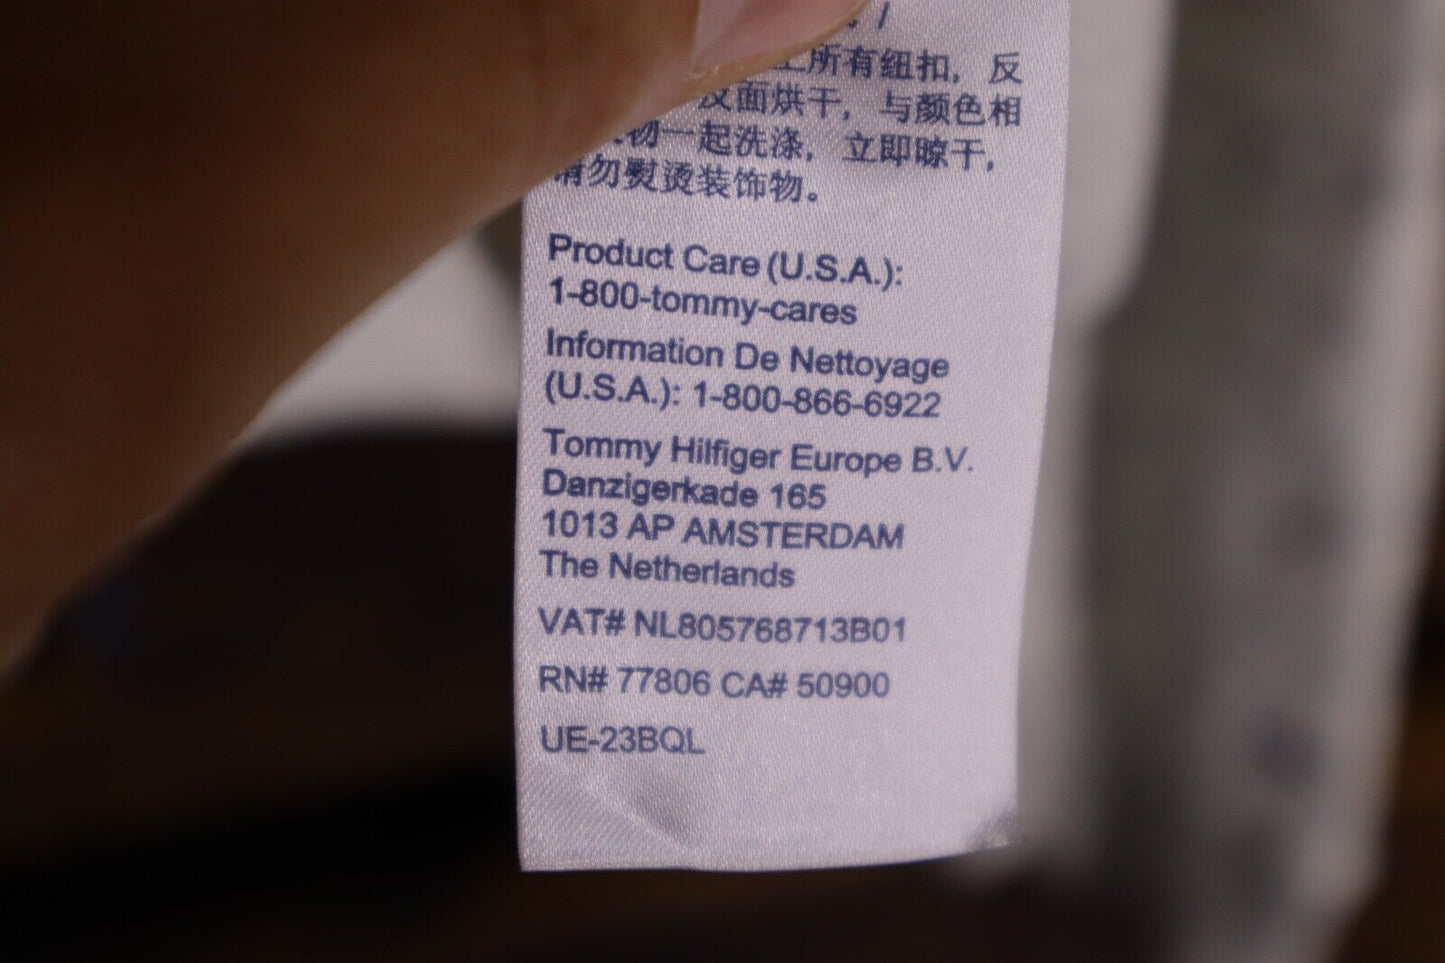 所有纽扣，反
面烘干，与颜色相
物一起洗涤，立即晾干，
请勿熨烫装饰物。
Product Care (U.S.A.):
1-800-tommy-cares
Information De Nettoyage
(U.S.A.): 1-800-866-6922
Tommy Hilfiger Europe B.V.
Danzigerkade 165
1013 AP AMSTERDAM
The Netherlands
VAT# NL805768713B01
RN# 77806 CA# 50900
UE-23BQL